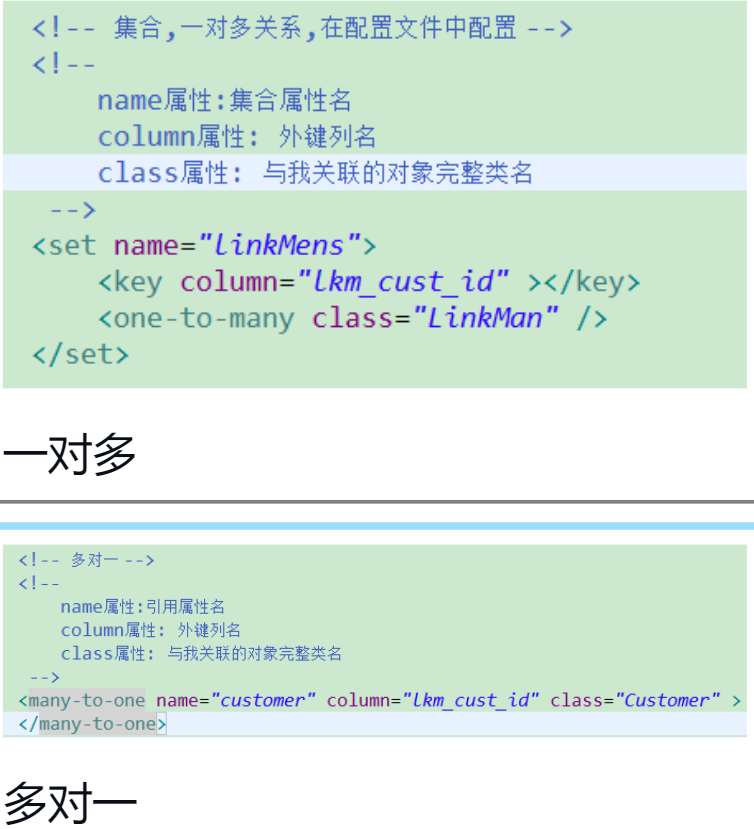 <!-- 集合,一对多关系,在配置文件中配置 -->
<!--
name属性:集合属性名
column属性: 外键列名
class属性: 与我关联的对象完整类名
-->
<set name="linkMens">
<key column="lkm_cust_id" ></key>
<one-to-many class="LinkMan" />
</set>
一对多
<!-- 多对一 -->
<!--
name属性:引用属性名
column属性: 外键列名
class属性: 与我关联的对象完整类名
-->
<many-to-one name="customer" column="lkm_cust_id" class="Customer" >
</many-to-one>
多对一